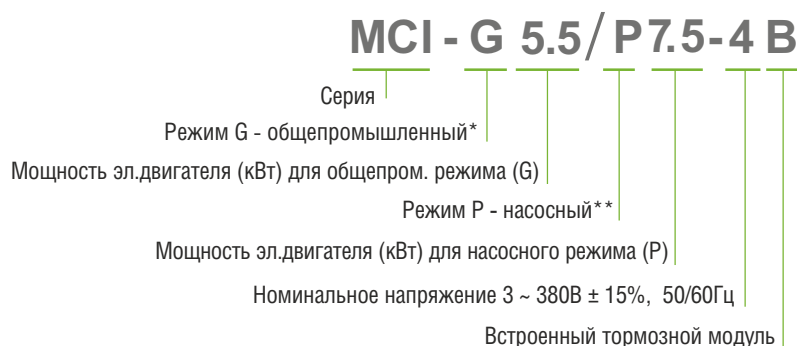 MCI - G 5.5 / P 7.5 - 4 B
Серия
Режим G - общепромышленный*
Мощность эл.двигателя (кВт) для общепром. режима (G)
Режим P - насосный**
Мощность эл.двигателя (кВт) для насосного режима (P)
Номинальное напряжение 3 ~ 380В ± 15%, 50/60Гц
Встроенный тормозной модуль